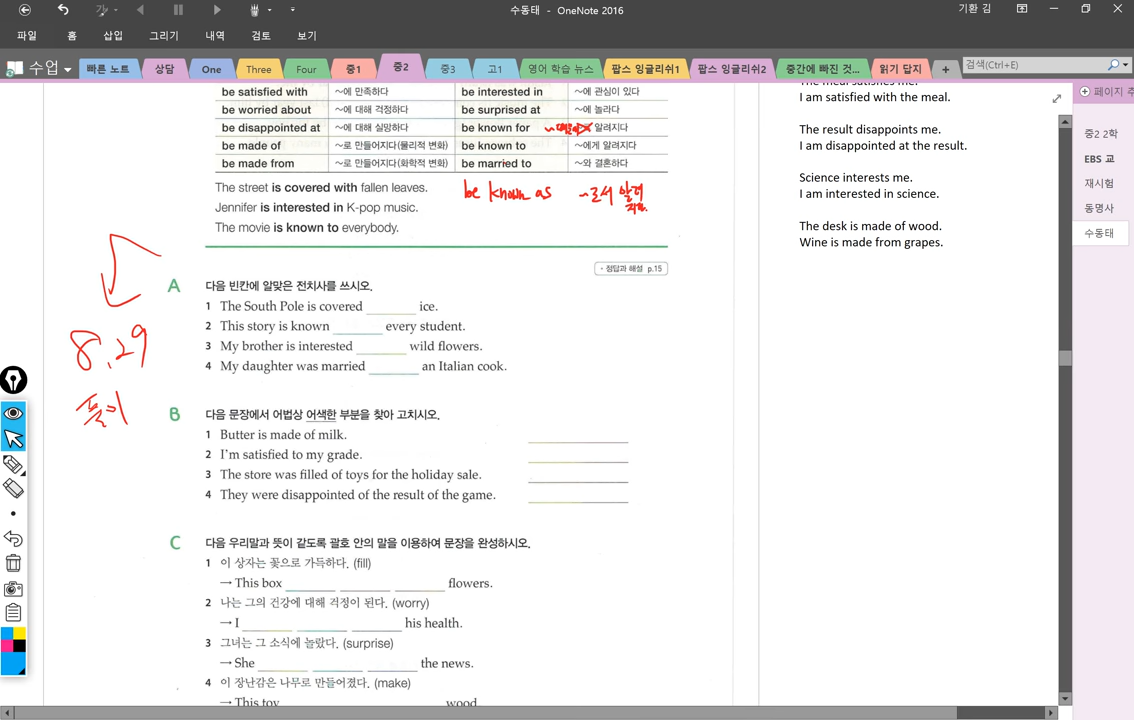 수동태 - OneNote 2016
기환 김
파일 홈 삽입 그리기 내역 검토 보기
수업 빠른 노트 상담 One Three Four 중1 중2 중3 고1 영어 학습 뉴스 팝스 잉글리쉬1 팝스 잉글리쉬2 중간에 빠진 것... 읽기 답지 + 검색(Ctrl+E)
페이지 추
중2 2학
EBS 교
재시험
동명사
수동태
be satisfied with ~에 만족하다 be interested in ~에 관심이 있다
be worried about ~에 대해 걱정하다 be surprised at ~에 놀라다
be disappointed at ~에 대해 실망하다 be known for 알려지다
be made of ~로 만들어지다(물리적 변화) be known to ~에게 알려지다
be made from ~로 만들어지다(화학적 변화) be married to ~와 결혼하다
The street is covered with fallen leaves.
be known as ~로서 알려
지다.
Jennifer is interested in K-pop music.
The movie is known to everybody.
• 정답과 해설 p.15
A 다음 빈칸에 알맞은 전치사를 쓰시오.
1 The South Pole is covered ice.
2 This story is known every student.
3 My brother is interested wild flowers.
4 My daughter was married an Italian cook.
8.29
풀이
B 다음 문장에서 어법상 어색한 부분을 찾아 고치시오.
1 Butter is made of milk.
2 I'm satisfied to my grade.
3 The store was filled of toys for the holiday sale.
4 They were disappointed of the result of the game.
C 다음 우리말과 뜻이 같도록 괄호 안의 말을 이용하여 문장을 완성하시오.
1 이 상자는 꽃으로 가득하다. (fill)
→ This box flowers.
2 나는 그의 건강에 대해 걱정이 된다. (worry)
→ I his health.
3 그녀는 그 소식에 놀랐다. (surprise)
→ She the news.
4 이 장난감은 나무로 만들어졌다. (make)
→ This toy wood.
The meal satisfies me.
I am satisfied with the meal.
The result disappoints me.
I am disappointed at the result.
Science interests me.
I am interested in science.
The desk is made of wood.
Wine is made from grapes.